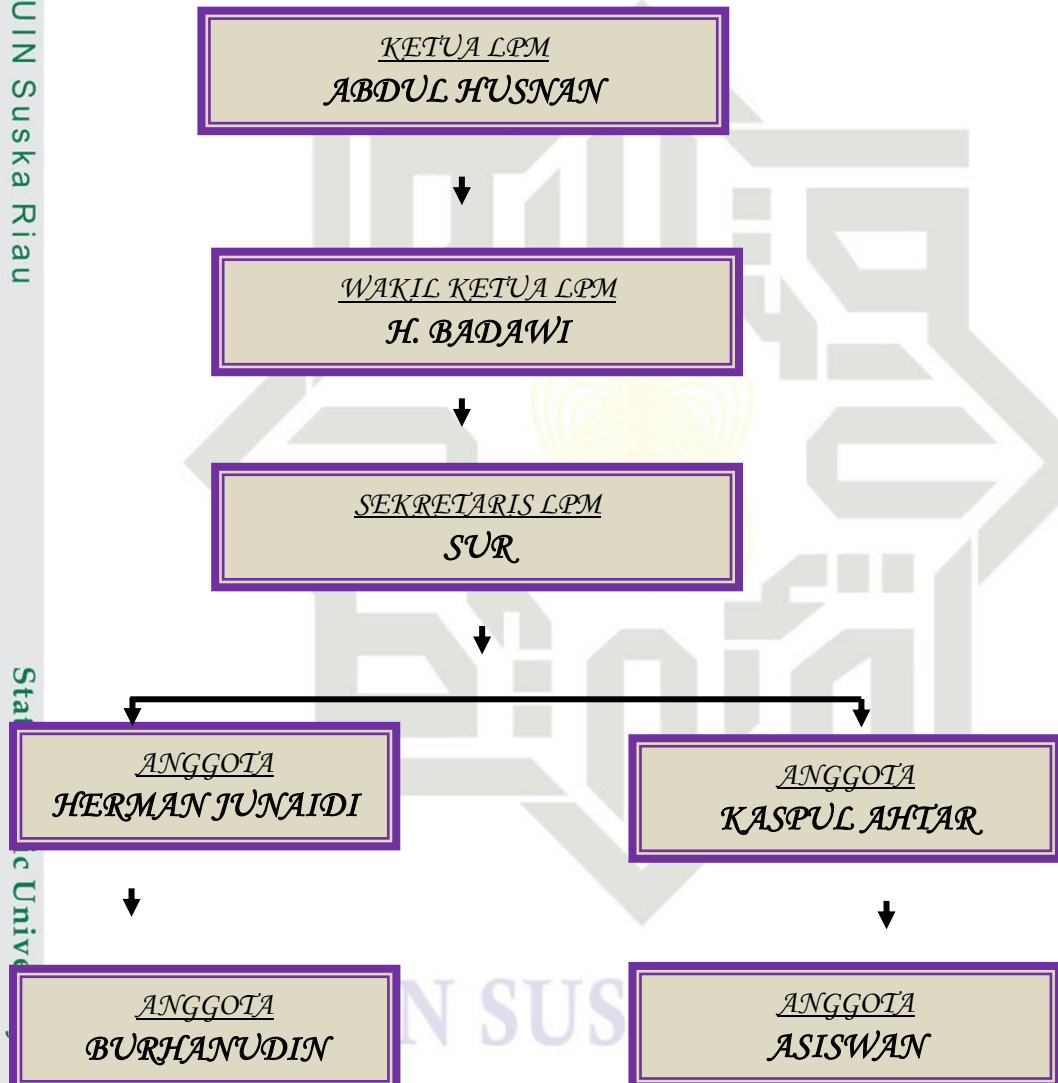 UIN Suska Riau
KETUA LPM
ABDUL HUSNAN
WAKIL KETUA LPM
H. BADAWI
SEKRETARIS LPM
SUR
ANGGOTA
HERMAN JUNAIDI
ANGGOTA
KASPUL AHTAR
ANGGOTA
BURHANUDIN
ANGGOTA
ASISWAN